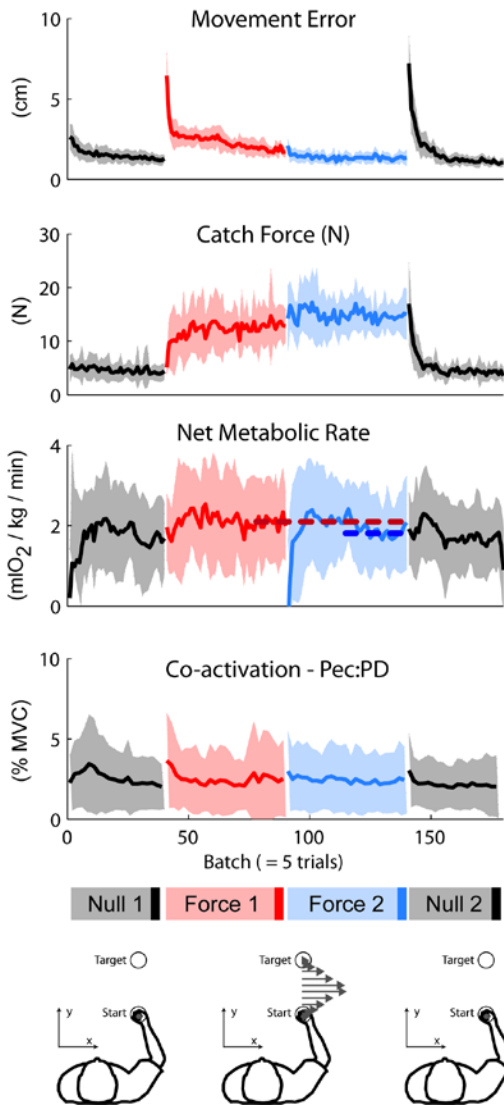 Movement Error
(cm)
10
5
0
Catch Force (N)
(N)
30
20
10
0
Net Metabolic Rate
(mlO2 / kg / min)
4
2
0
Co-activation - Pec:PD
(% MVC)
10
5
0
0 50 100 150
Batch ( = 5 trials)
Null 1 Force 1 Force 2 Null 2
Target Target Target
y Start y Start y Start
x x x